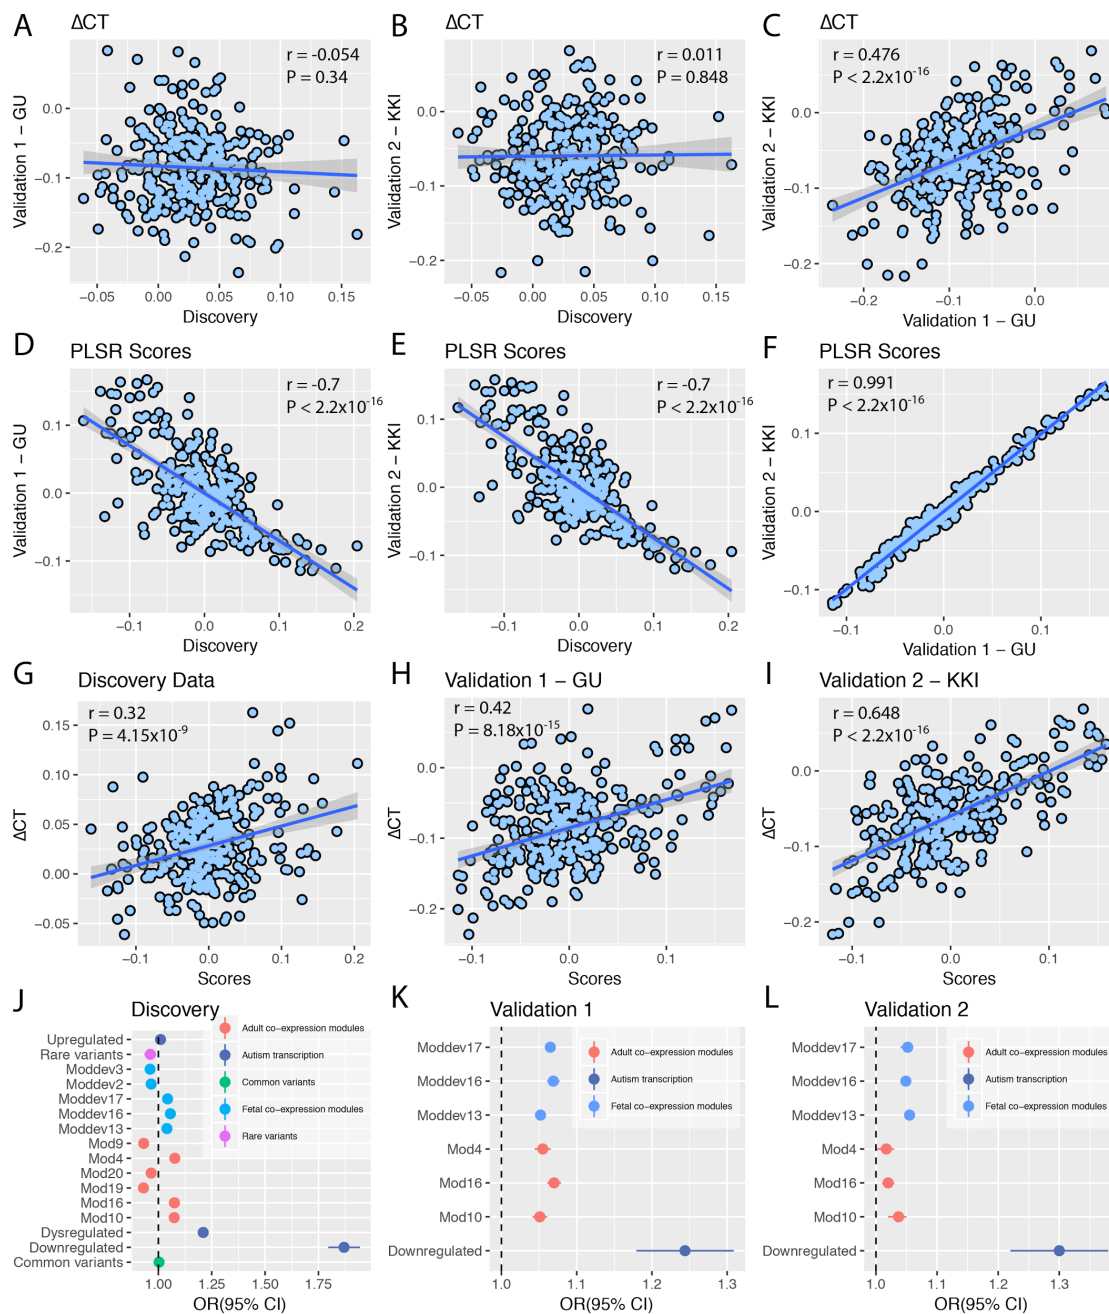 A
ΔCT
r = -0.054
P = 0.34
Validation 1 – GU
0.0
−0.1
−0.2
−0.05
0.00
0.05
0.10
0.15
Discovery
B
ΔCT
r = 0.011
P = 0.848
Validation 2 – KKI
0.0
−0.1
−0.2
−0.05
0.00
0.05
0.10
0.15
Discovery
C
ΔCT
r = 0.476
P < 2.2x10-16
Validation 2 – KKI
0.0
−0.1
−0.2
−0.2
−0.1
0.0
Validation 1 – GU
D
PLSR Scores
r = -0.7
P < 2.2x10-16
Validation 1 – GU
0.1
0.0
−0.1
−0.1
0.0
0.1
0.2
Discovery
E
PLSR Scores
r = -0.7
P < 2.2x10-16
Validation 2 – KKI
0.1
0.0
−0.1
−0.1
0.0
0.1
0.2
Discovery
F
PLSR Scores
r = 0.991
P < 2.2x10-16
Validation 2 – KKI
0.1
0.0
−0.1
−0.1
0.0
0.1
Validation 1 – GU
G
Discovery Data
r = 0.32
P = 4.15x10-9
ΔCT
0.15
0.10
0.05
0.00
−0.05
−0.1
0.0
0.1
0.2
Scores
H
Validation 1 – GU
r = 0.42
P = 8.18x10-15
ΔCT
0.0
−0.1
−0.2
−0.1
0.0
0.1
Scores
I
Validation 2 – KKI
r = 0.648
P < 2.2x10-16
ΔCT
0.0
−0.1
−0.2
−0.1
0.0
0.1
Scores
J
Discovery
Upregulated
Rare variants
Moddev3
Moddev2
Moddev17
Moddev16
Moddev13
Mod9
Mod4
Mod20
Mod19
Mod16
Mod10
Dysregulated
Downregulated
Common variants
Adult co−expression modules
Autism transcription
Common variants
Fetal co−expression modules
Rare variants
1.00
1.25
1.50
1.75
OR(95% CI)
K
Validation 1
Moddev17
Moddev16
Moddev13
Mod4
Mod16
Mod10
Downregulated
Adult co−expression modules
Autism transcription
Fetal co−expression modules
1.0
1.1
1.2
1.3
OR(95% CI)
L
Validation 2
Moddev17
Moddev16
Moddev13
Mod4
Mod16
Mod10
Downregulated
Adult co−expression modules
Autism transcription
Fetal co−expression modules
1.0
1.1
1.2
1.3
OR(95% CI)